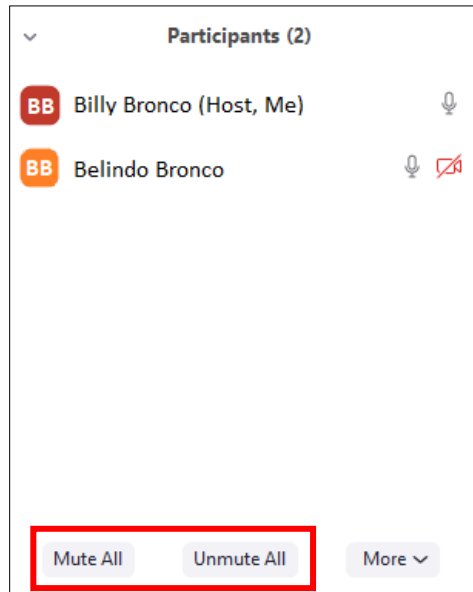 Participants (2)
BB Billy Bronco (Host, Me)
BB Belindo Bronco
Mute All Unmute All More